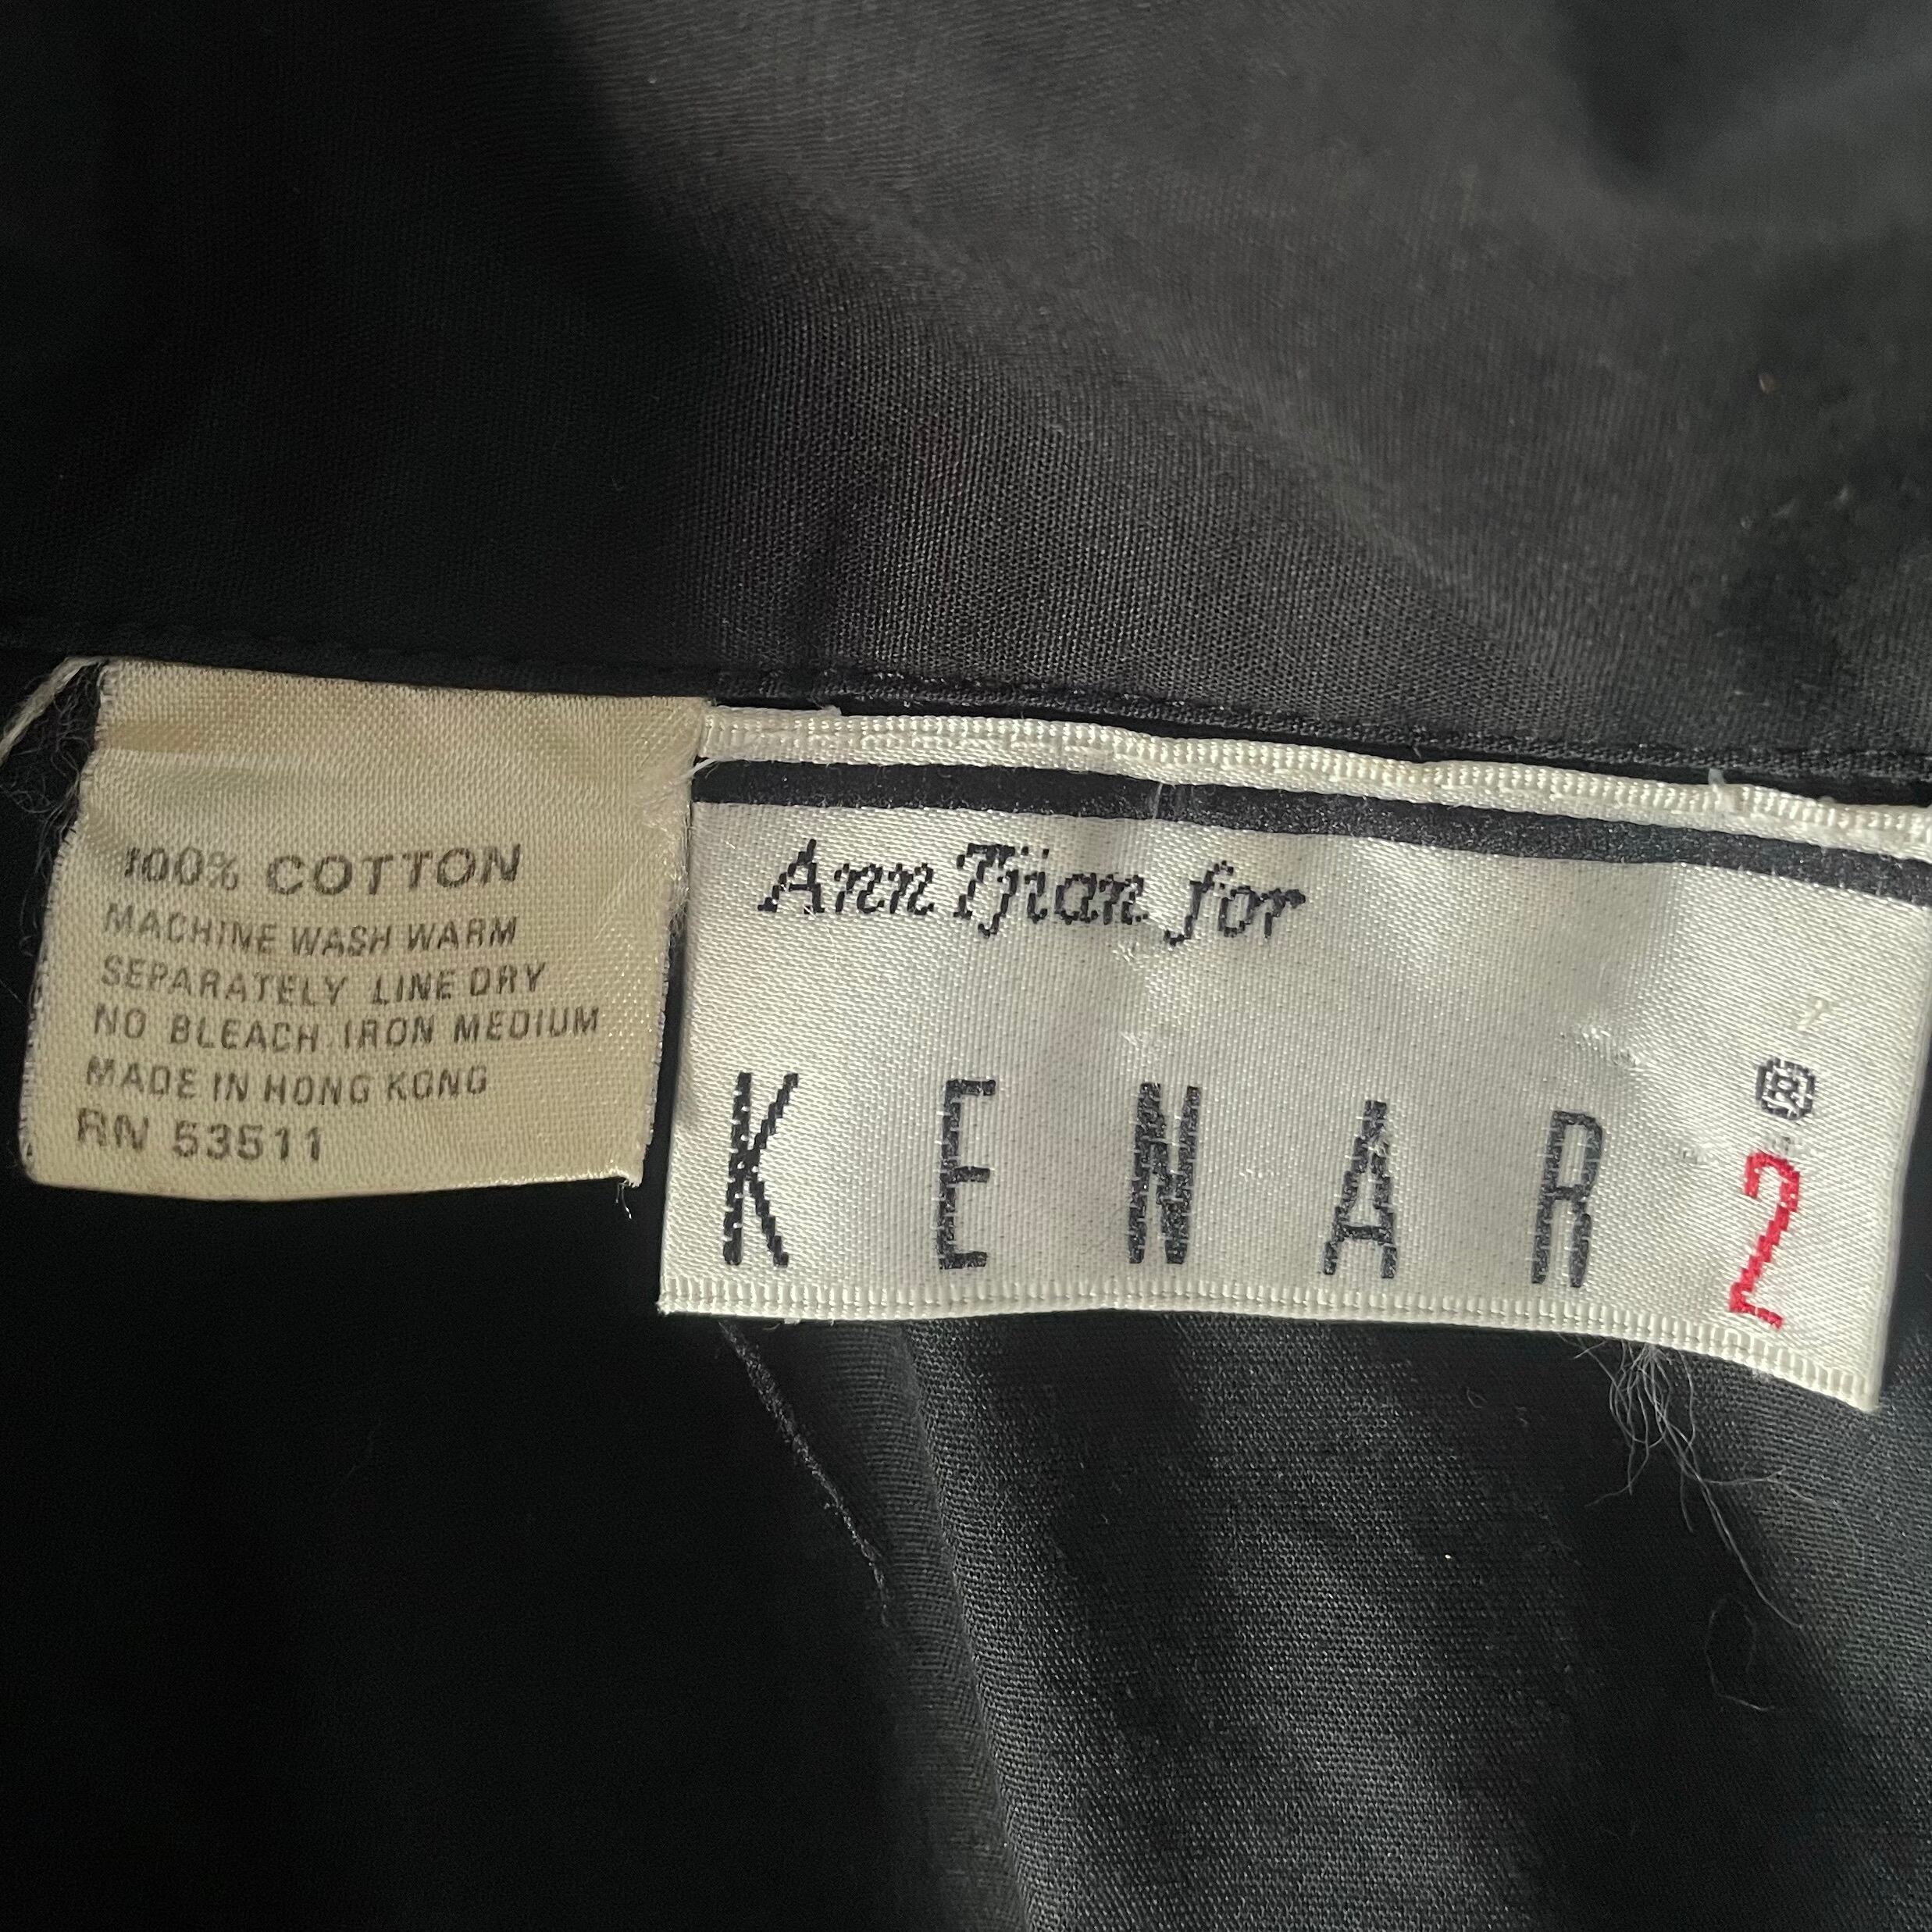 100% COTTON
MACHINE WASH WARM
SEPARATELY LINE DRY
NO BLEACH. IRON MEDIUM
MADE IN HONG KONG
RN 53511
Ann Tjian for
KENAR
2